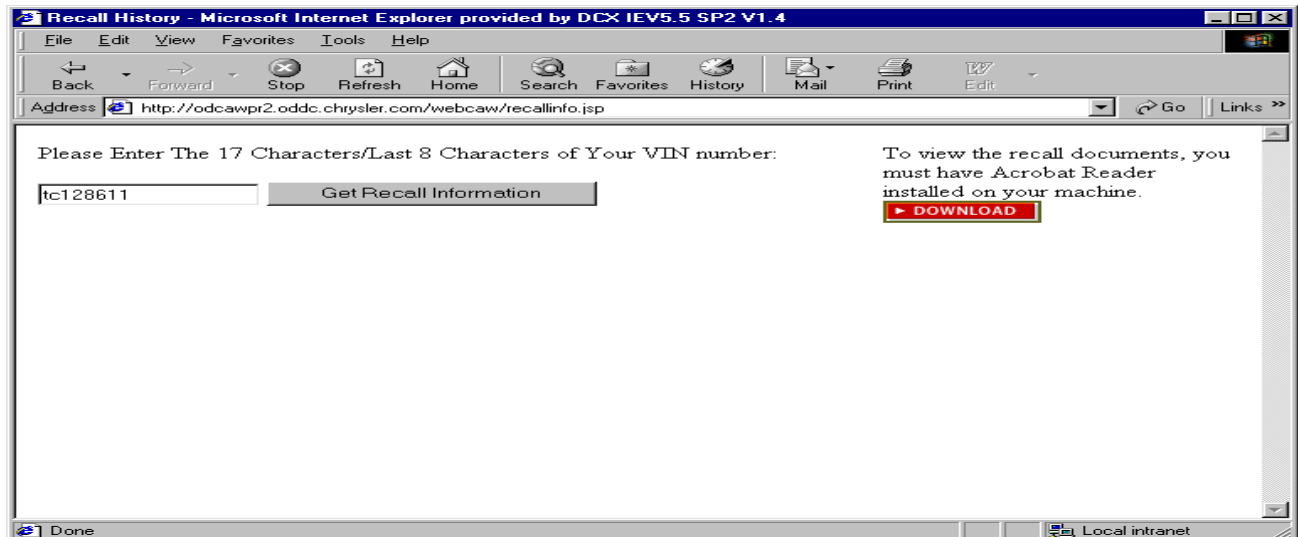 Recall History - Microsoft Internet Explorer provided by DCX IEV5.5 SP2 V1.4
File Edit View Favorites Tools Help
Back Forward Stop Refresh Home Search Favorites History Mail Print Edit
Address http://odcawpr2.oddc.chrysler.com/webcaw/recallinfo.jsp Go Links »
Please Enter The 17 Characters/Last 8 Characters of Your VIN number:
tc128611 Get Recall Information
To view the recall documents, you
must have Acrobat Reader
installed on your machine.
DOWNLOAD
Done Local intranet